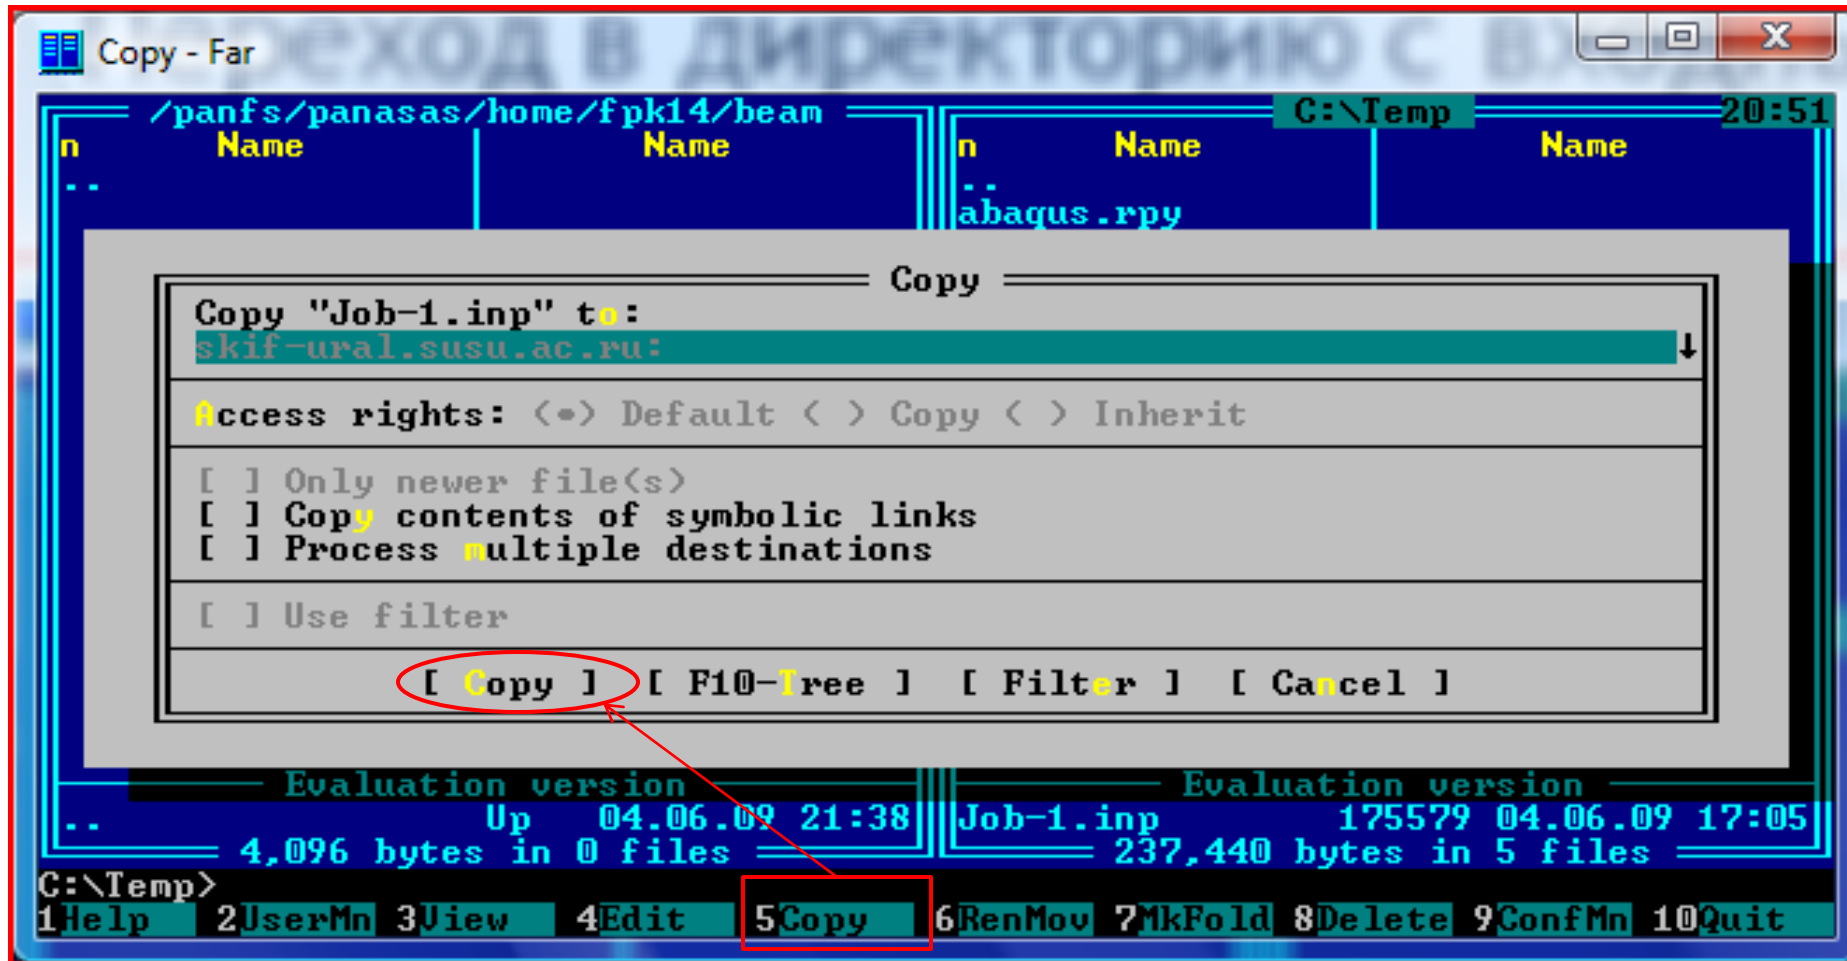 переход в директорию с
Copy - Far
/panfs/panasas/home/fpk14/beam C:\Temp 20:51
n Name Name n Name Name
.. ..
abaqus.rpy
Copy
Copy "Job-1.inp" to:
skif-ural.susu.ac.ru: ↓
Access rights: (•) Default ( ) Copy ( ) Inherit
[ ] Only newer file(s)
[ ] Copy contents of symbolic links
[ ] Process multiple destinations
[ ] Use filter
[ Copy ] [ F10-Tree ] [ Filter ] [ Cancel ]
Evaluation version Evaluation version
.. Up 04.06.09 21:38 Job-1.inp 175579 04.06.09 17:05
4,096 bytes in 0 files 237,440 bytes in 5 files
C:\Temp>
1Help 2UserMn 3View 4Edit 5Copy 6RenMov 7MkFold 8Delete 9ConfMn 10Quit